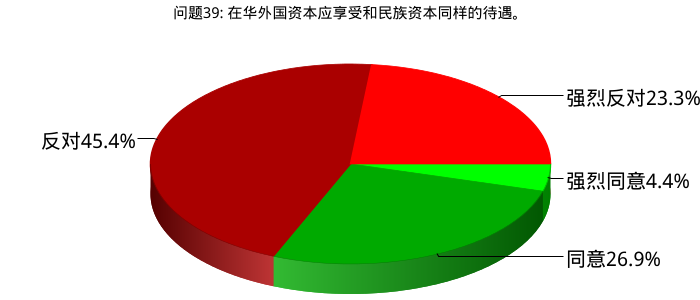 问题39: 在华外国资本应享受和民族资本同样的待遇。
强烈反对23.3%
反对45.4%
强烈同意4.4%
同意26.9%